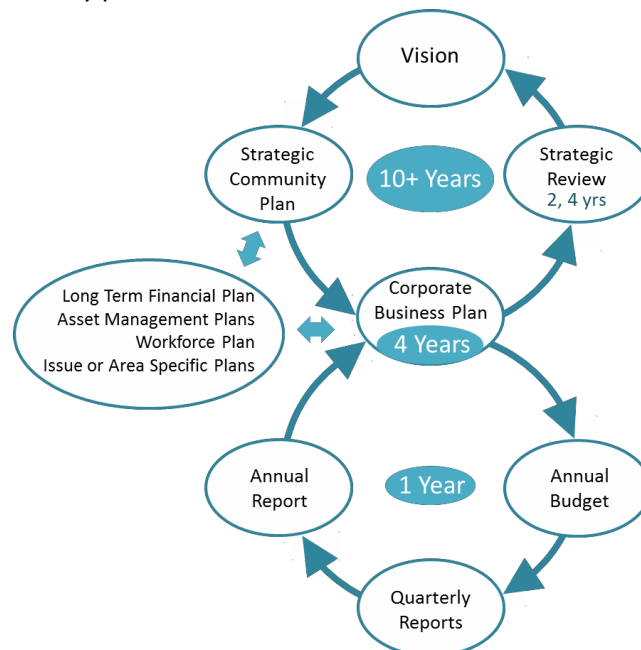 Vision
Strategic
Community
Plan
10+ Years
Strategic
Review
2, 4 yrs
Long Term Financial Plan
Asset Management Plans
Workforce Plan
Issue or Area Specific Plans
Corporate
Business Plan
4 Years
Annual
Report
1 Year
Annual
Budget
Quarterly
Reports